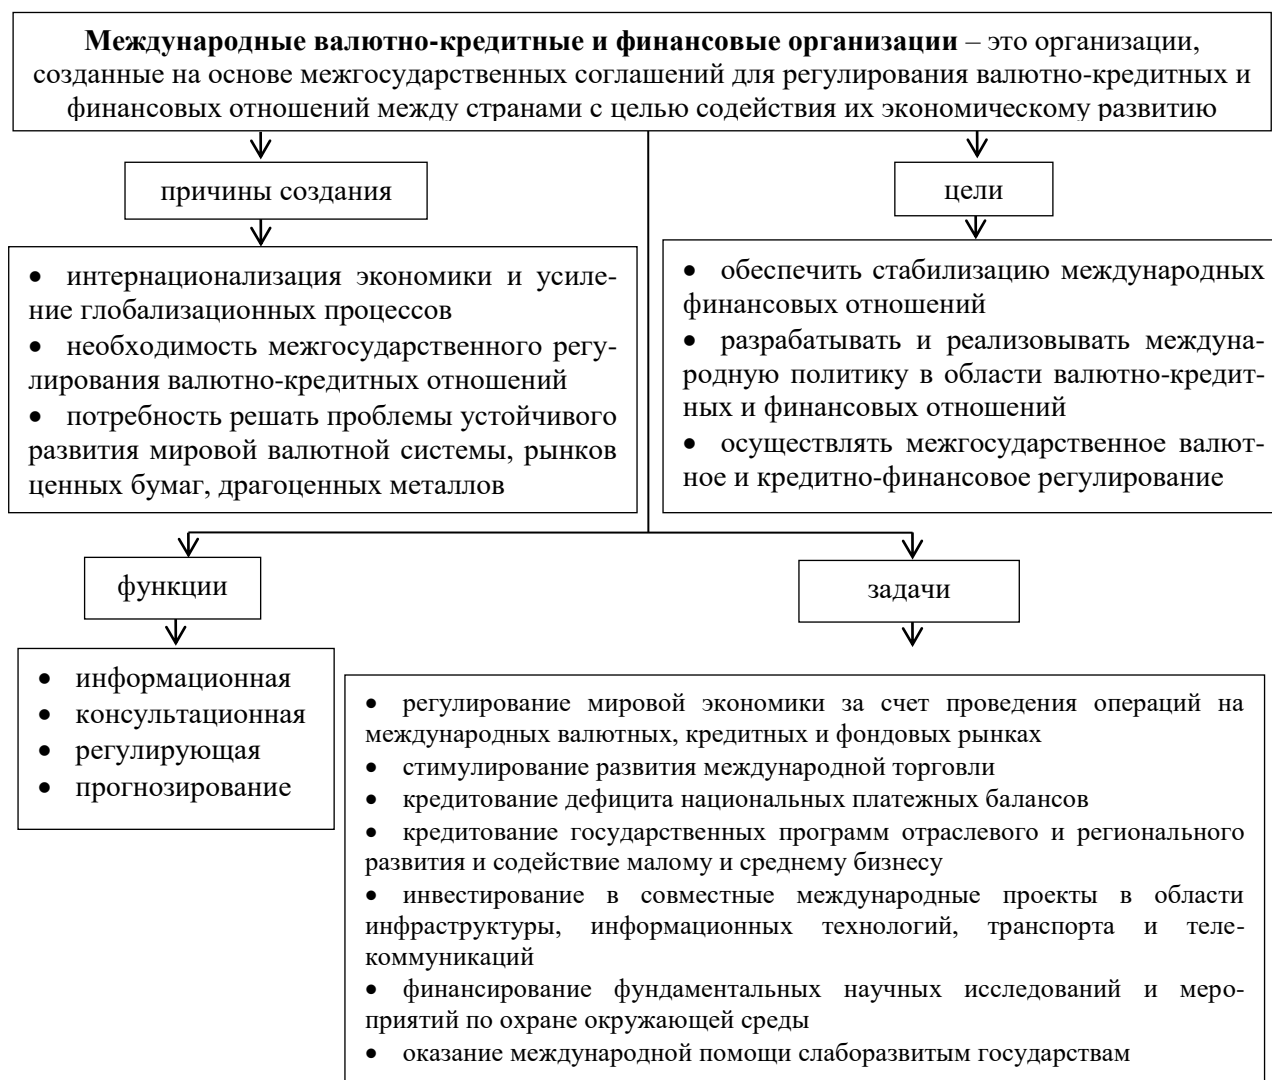 Международные валютно-кредитные и финансовые организации – это организации,
созданные на основе межгосударственных соглашений для регулирования валютно-кредитных и
финансовых отношений между странами с целью содействия их экономическому развитию
причины создания
цели
• интернационализация экономики и усиле-
ние глобализационных процессов
• необходимость межгосударственного регу-
лирования валютно-кредитных отношений
• потребность решать проблемы устойчивого
развития мировой валютной системы, рынков
ценных бумаг, драгоценных металлов
• обеспечить стабилизацию международных
финансовых отношений
• разрабатывать и реализовывать междуна-
родную политику в области валютно-кредит-
ных и финансовых отношений
• осуществлять межгосударственное валют-
ное и кредитно-финансовое регулирование
функции
задачи
• информационная
• консультационная
• регулирующая
• прогнозирование
• регулирование мировой экономики за счет проведения операций на
международных валютных, кредитных и фондовых рынках
• стимулирование развития международной торговли
• кредитование дефицита национальных платежных балансов
• кредитование государственных программ отраслевого и регионального
развития и содействие малому и среднему бизнесу
• инвестирование в совместные международные проекты в области
инфраструктуры, информационных технологий, транспорта и теле-
коммуникаций
• финансирование фундаментальных научных исследований и меро-
приятий по охране окружающей среды
• оказание международной помощи слаборазвитым государствам